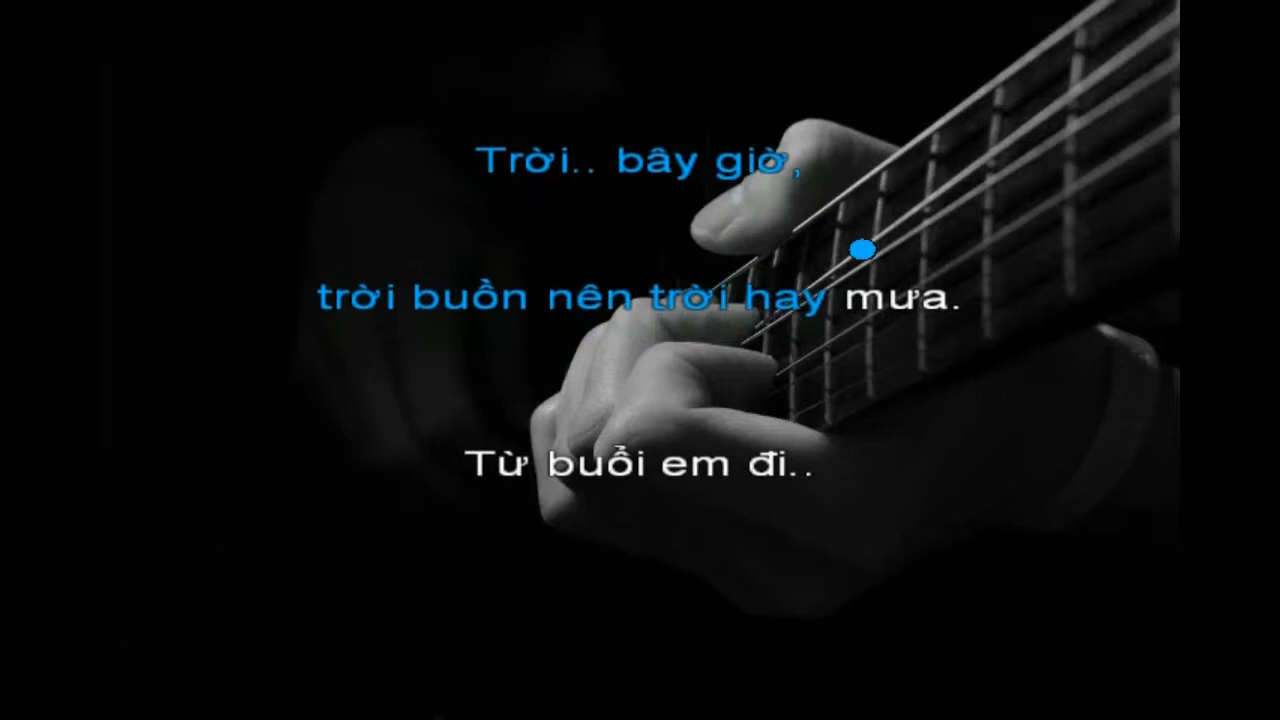 Trời.. bây giờ,
trời buồn nên trời hay mưa.
Từ buổi em đi..